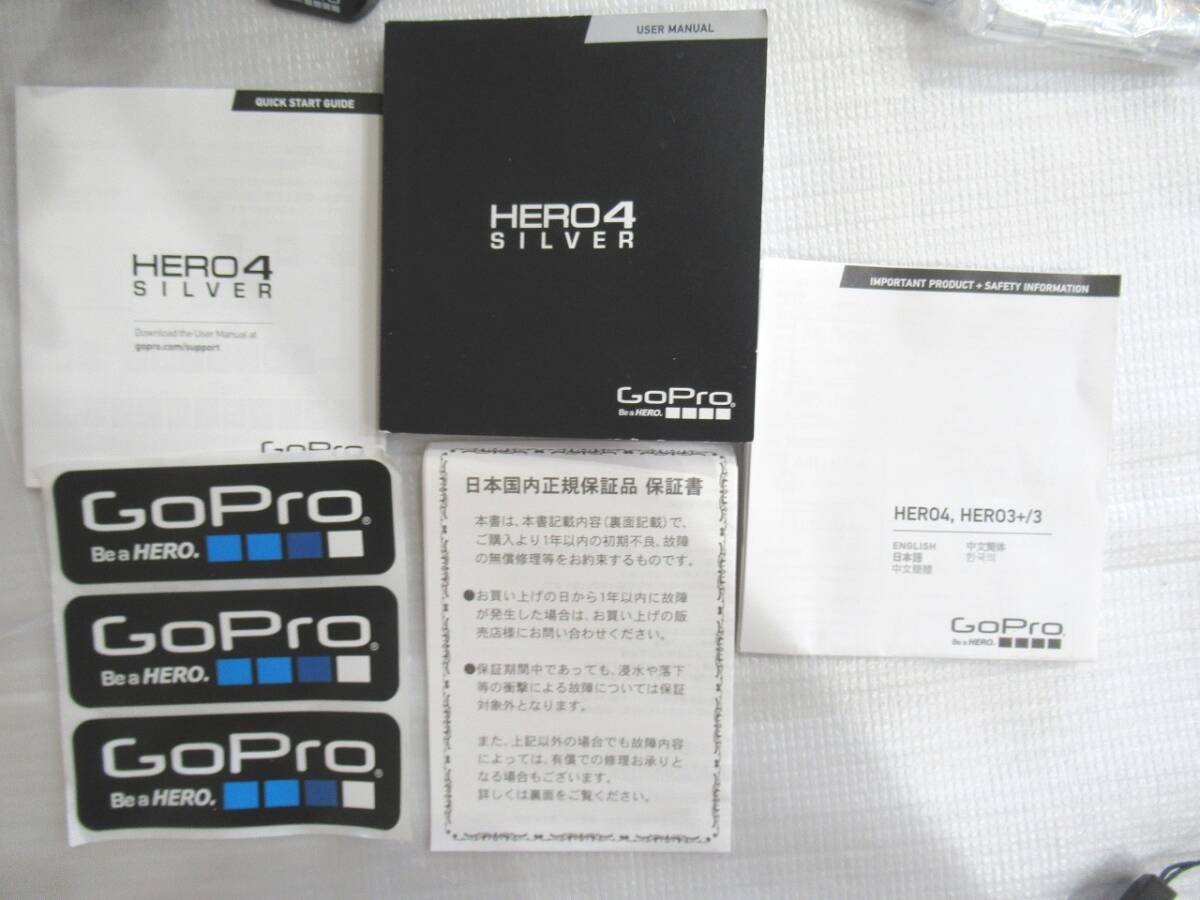 QUICK START GUIDE
HERO4
SILVER
Download the User Manual at
gopro.com/support
GoPro
USER MANUAL
HERO4
SILVER
GoPro®
Be a HERO.
IMPORTANT PRODUCT + SAFETY INFORMATION
HERO4, HERO3+/3
ENGLISH
日本語
中文簡體
中文简体
한국의
GoPro®
Be a HERO.
GoPro®
Be a HERO.
GoPro®
Be a HERO.
GoPro®
Be a HERO.
日本国内正規保証品 保証書
本書は、本書記載内容（裏面記載）で、
ご購入より1年以内の初期不良、故障
の無償修理等をお約束するものです。
●お買い上げの日から1年以内に故障
が発生した場合は、お買い上げの販
売店様にお問い合わせください。
●保証期間中であっても、浸水や落下
等の衝撃による故障については保証
対象外となります。
また、上記以外の場合でも故障内容
によっては、有償での修理お承りと
なる場合もございます。
詳しくは裏面をご覧ください。